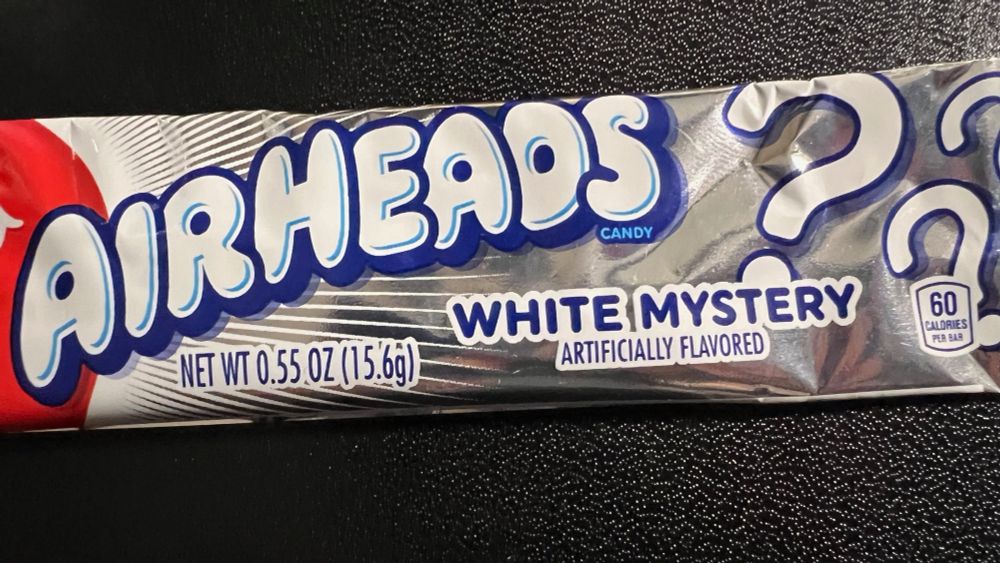 AIRHEADS
CANDY
WHITE MYSTERY
ARTIFICIALLY FLAVORED
NET WT 0.55 OZ (15.6g)
60
CALORIES
PER BAR
? ? ? ?